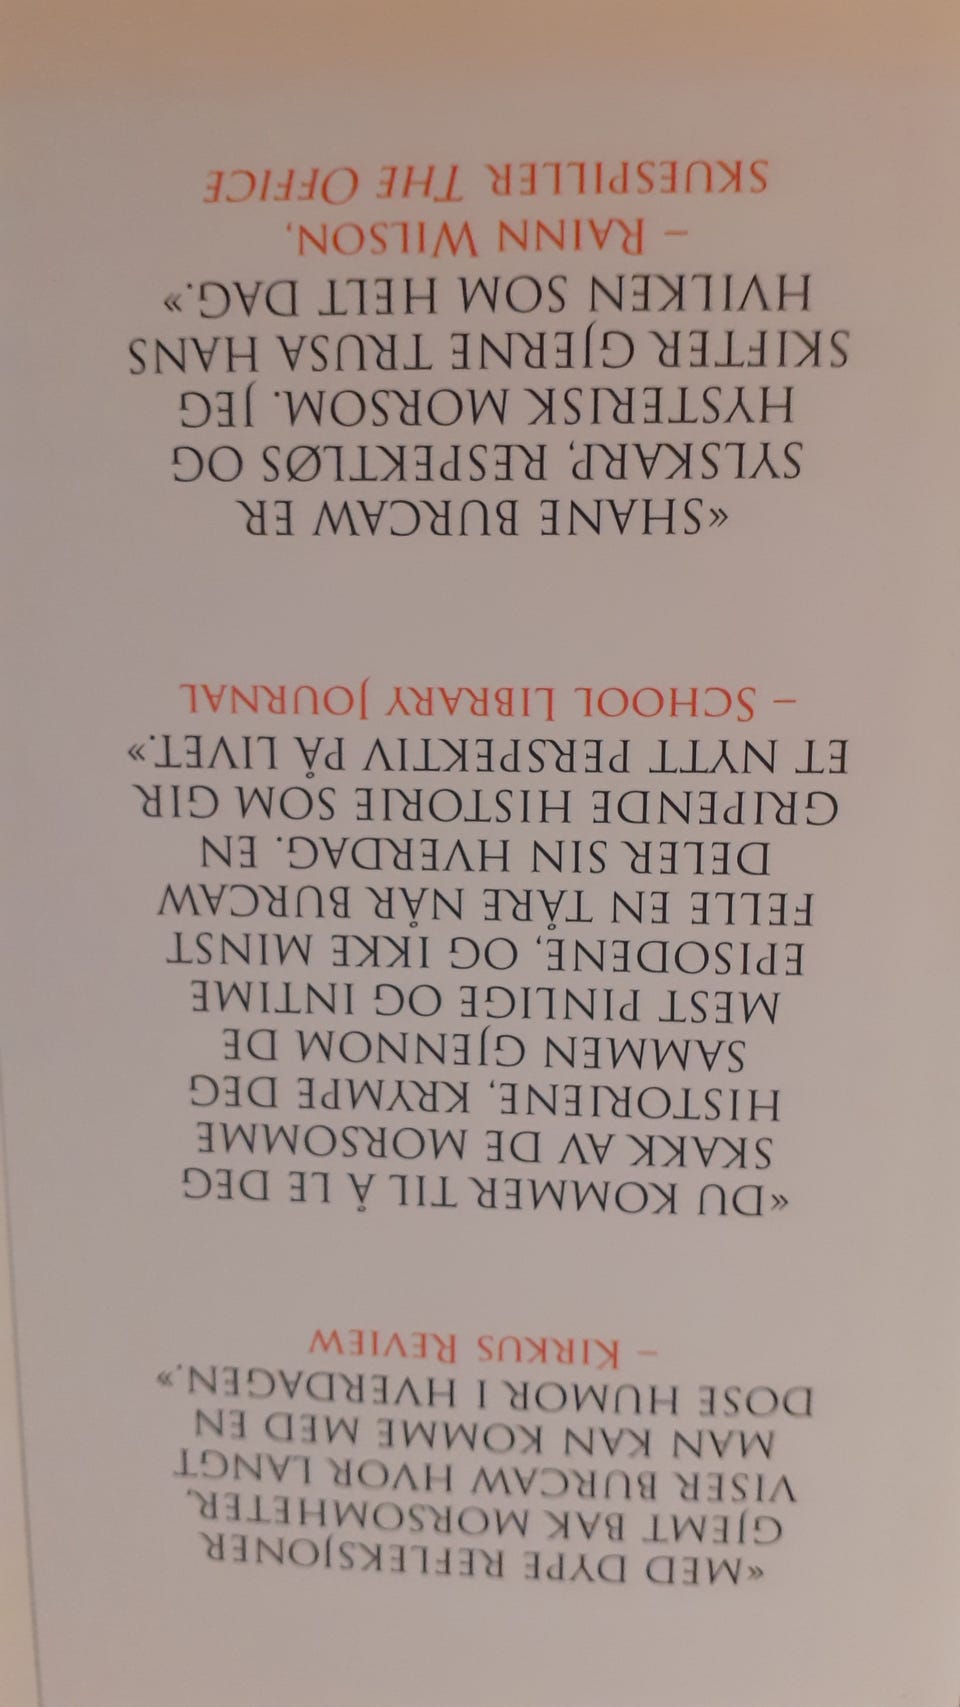 «MED DYPE REFLEKSJONER
GJEMT BAK MORSOMHETER,
VISER BURCAW HVOR LANGT
MAN KAN KOMME MED EN
DOSE HUMOR I HVERDAGEN.»
– KIRKUS REVIEW
«DU KOMMER TIL Å LE DEG
SKAKK AV DE MORSOMME
HISTORIENE, KRYMPE DEG
SAMMEN GJENNOM DE
MEST PINLIGE OG INTIME
EPISODENE, OG IKKE MINST
FELLE EN TÅRE NÅR BURCAW
DELER SIN HVERDAG. EN
GRIPENDE HISTORIE SOM GIR
ET NYTT PERSPEKTIV PÅ LIVET.»
– SCHOOL LIBRARY JOURNAL
«SHANE BURCAW ER
SYLSKARP, RESPEKTLØS OG
HYSTERISK MORSOM. JEG
SKIFTER GJERNE TRUSA HANS
HVILKEN SOM HELT DAG.»
– RAINN WILSON,
SKUESPILLER THE OFFICE